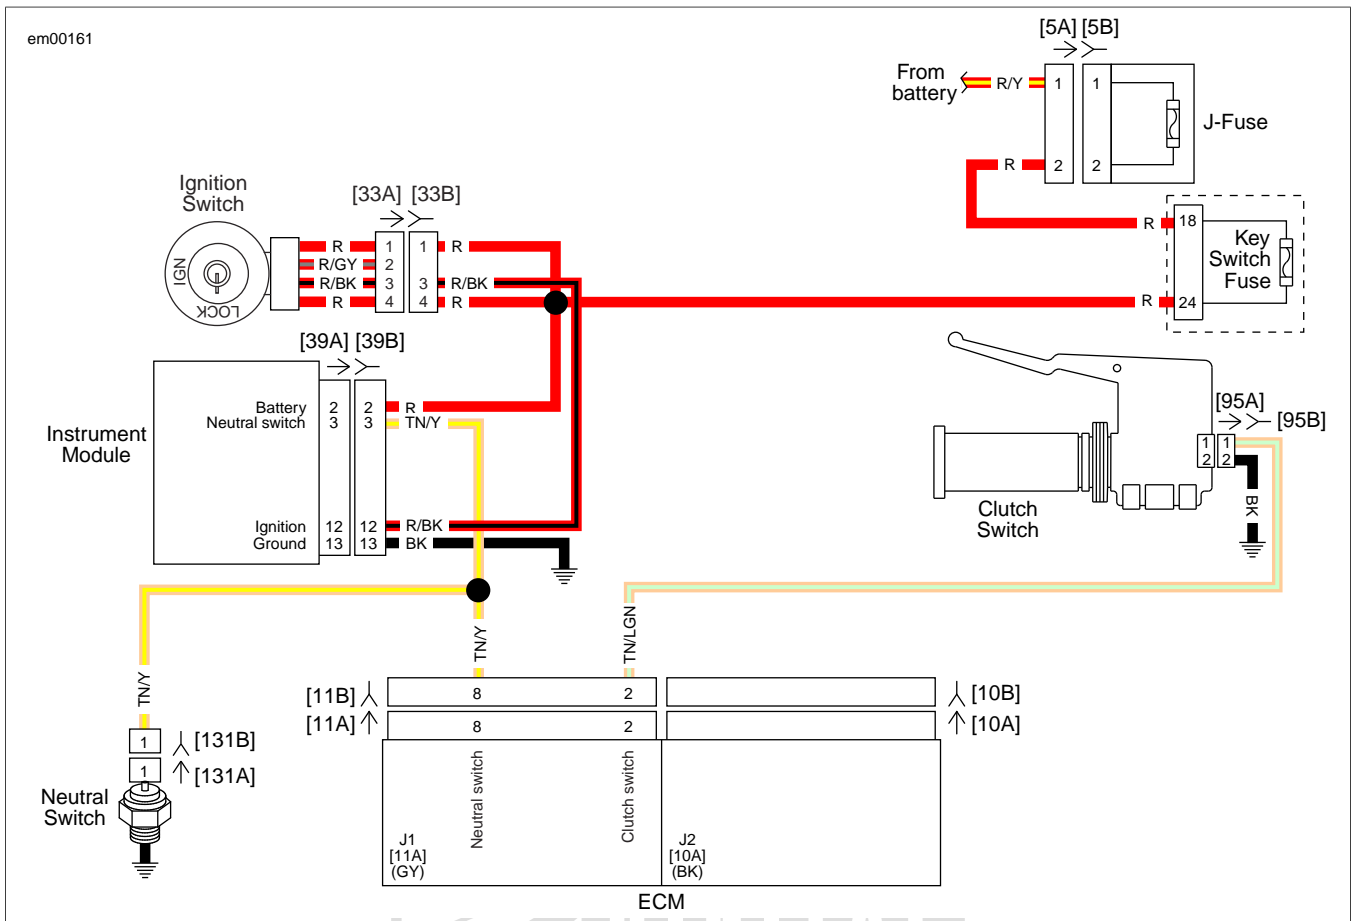 em00161
[5A] [5B]
From
battery
R/Y
1
1
J-Fuse
R
2
2
Ignition
Switch
[33A] [33B]
IGN
LOCK
R
1
1
R
R/GY
2
R/BK
3
3
R/BK
R
4
4
R
R
18
Key
Switch
Fuse
R
24
[39A] [39B]
Instrument
Module
Battery
2
2
R
Neutral switch
3
3
TN/Y
Ignition
12
12
R/BK
Ground
13
13
BK
[95A]
[95B]
1
1
2
2
BK
Clutch
Switch
TN/Y
TN/Y
TN/LGN
[11B]
8
2
[10B]
[11A]
8
2
[10A]
1
[131B]
1
[131A]
Neutral
Switch
Neutral switch
Clutch switch
J1
[11A]
(GY)
J2
[10A]
(BK)
ECM